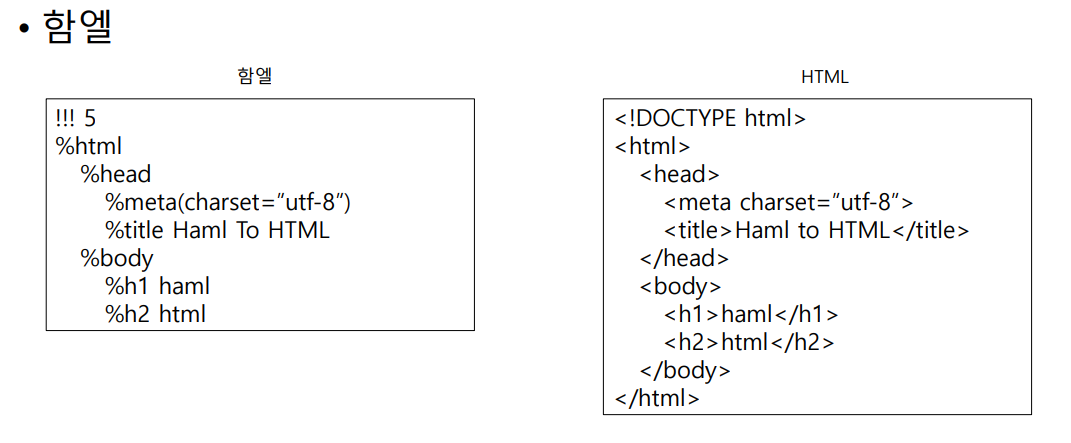 • 함엘
함엘
!!! 5
%html
%head
%meta(charset=”utf-8”)
%title Haml To HTML
%body
%h1 haml
%h2 html
HTML
<!DOCTYPE html>
<html>
<head>
<meta charset=”utf-8”>
<title>Haml to HTML</title>
</head>
<body>
<h1>haml</h1>
<h2>html</h2>
</body>
</html>